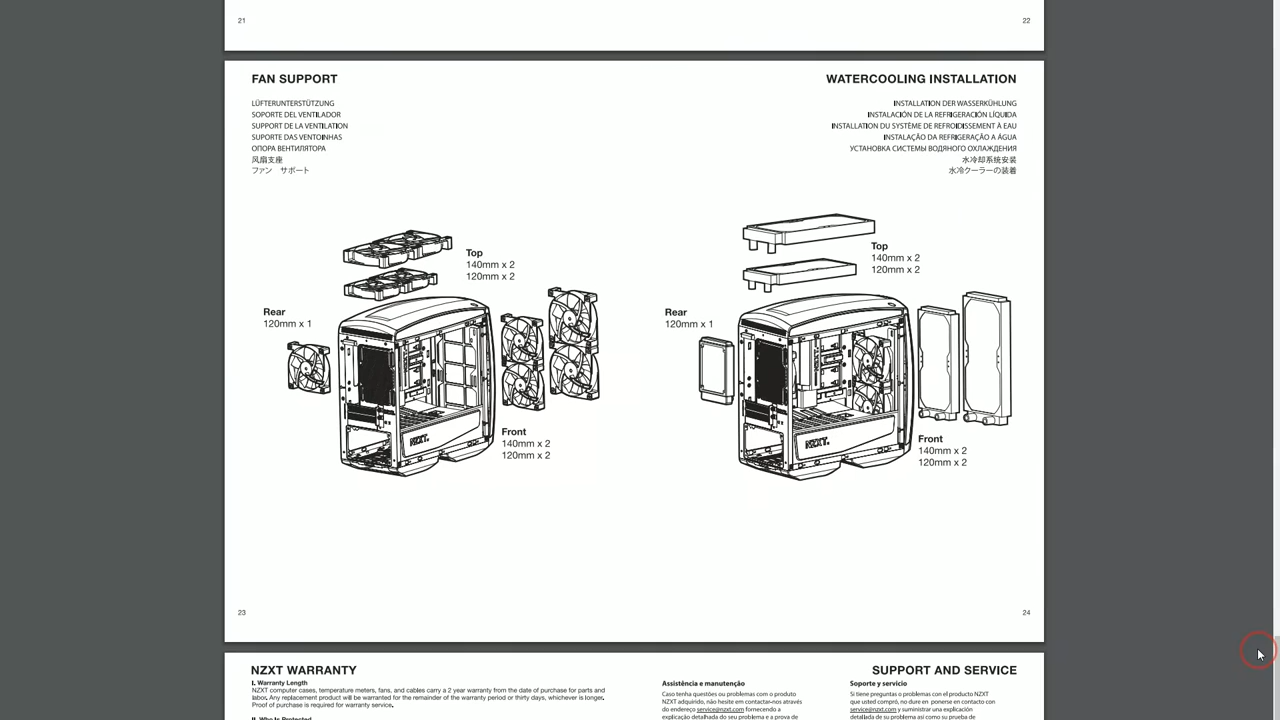 21
22
FAN SUPPORT
LÜFTERUNTERSTÜTZUNG
SOPORTE DEL VENTILADOR
SUPPORT DE LA VENTILATION
SUPORTE DAS VENTOINHAS
ОПОРА ВЕНТИЛЯТОРА
风扇支座
ファン　サポート
WATERCOOLING INSTALLATION
INSTALLATION DER WASSERKÜHLUNG
INSTALACIÓN DE LA REFRIGERACIÓN LÍQUIDA
INSTALLATION DU SYSTÈME DE REFROIDISSEMENT À EAU
INSTALAÇÃO DA REFRIGERAÇÃO A ÁGUA
УСТАНОВКА СИСТЕМЫ ВОДЯНОГО ОХЛАЖДЕНИЯ
水冷却系统安装
水冷クーラーの装着
Top
140mm x 2
120mm x 2
Rear
120mm x 1
NZXT.
Front
140mm x 2
120mm x 2
Top
140mm x 2
120mm x 2
Rear
120mm x 1
NZXT.
Front
140mm x 2
120mm x 2
23
24
NZXT WARRANTY
I. Warranty Length
NZXT computer cases, temperature meters, fans, and cables carry a 2 year warranty from the date of purchase for parts and
labor. Any replacement product will be warranted for the remainder of the warranty period or thirty days, whichever is longer.
Proof of purchase is required for warranty service.
II. Who Is Protected
SUPPORT AND SERVICE
Assistência e manutenção
Caso tenha questões ou problemas com o produto
NZXT adquirido, não hesite em contactar-nos através
do endereço service@nzxt.com fornecendo a
explicação detalhada do seu problema e a prova de
Soporte y servicio
Si tiene preguntas o problemas con el producto NZXT
que usted compró, no dure en ponerse en contacto con
service@nzxt.com y suministrar una explicación
detallada de su problema así como su prueba de